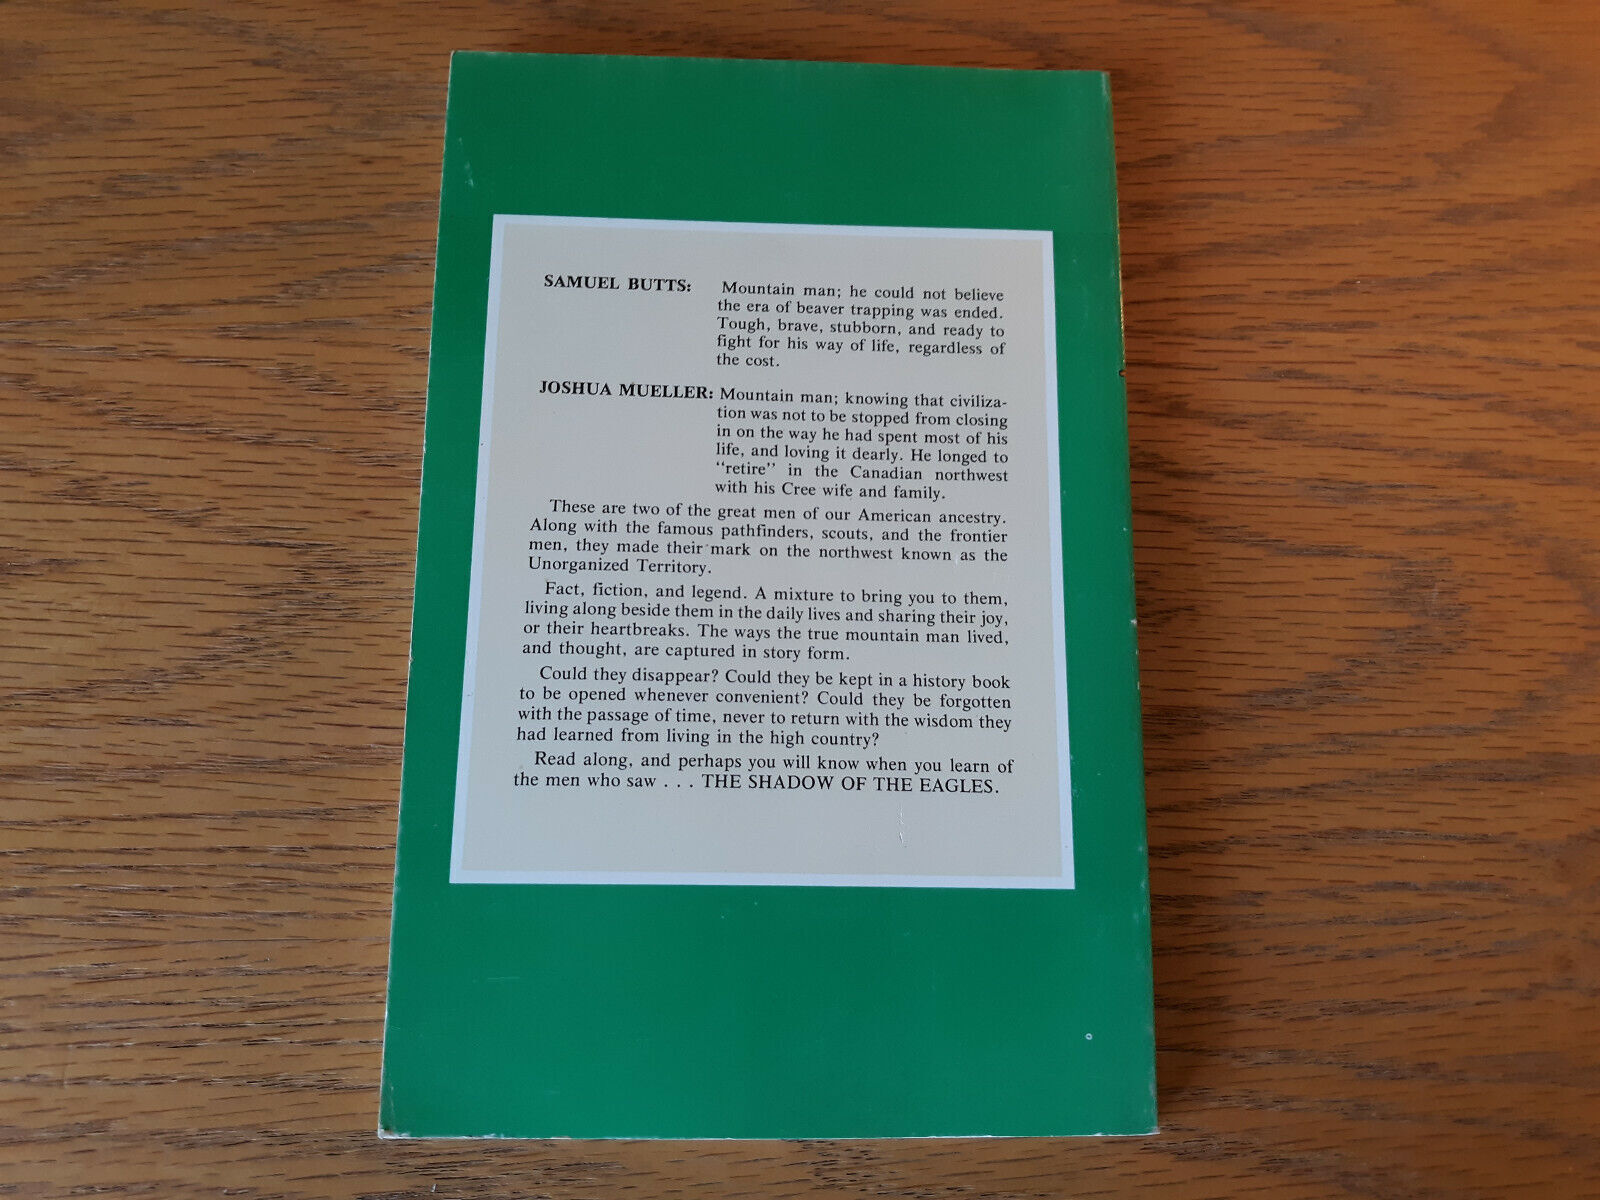 SAMUEL BUTTS: Mountain man; he could not believe
the era of beaver trapping was ended.
Tough, brave, stubborn, and ready to
fight for his way of life, regardless of
the cost.
JOSHUA MUELLER: Mountain man; knowing that civiliza-
tion was not to be stopped from closing
in on the way he had spent most of his
life, and loving it dearly. He longed to
"retire" in the Canadian northwest
with his Cree wife and family.
These are two of the great men of our American ancestry.
Along with the famous pathfinders, scouts, and the frontier
men, they made their mark on the northwest known as the
Unorganized Territory.
Fact, fiction, and legend. A mixture to bring you to them,
living along beside them in the daily lives and sharing their joy,
or their heartbreaks. The ways the true mountain man lived,
and thought, are captured in story form.
Could they disappear? Could they be kept in a history book
to be opened whenever convenient? Could they be forgotten
with the passage of time, never to return with the wisdom they
had learned from living in the high country?
Read along, and perhaps you will know when you learn of
the men who saw . . . THE SHADOW OF THE EAGLES.